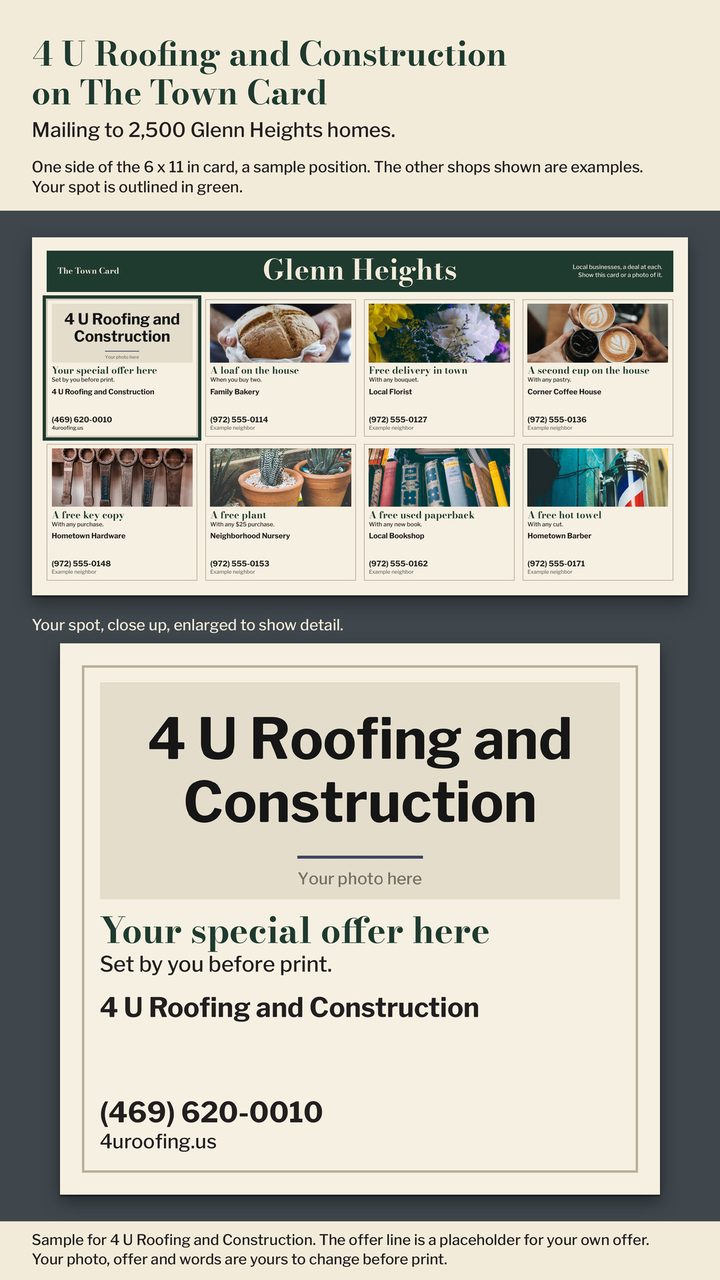 4 U Roofing and Construction
on The Town Card
Mailing to 2,500 Glenn Heights homes.
One side of the 6 x 11 in card, a sample position. The other shops shown are examples.
Your spot is outlined in green.
The Town Card
Glenn Heights
Local businesses, a deal at each.
Show this card or a photo of it.
4 U Roofing and
Construction
Your photo here
Your special offer here
Set by you before print.
4 U Roofing and Construction
(469) 620-0010
4uroofing.us
A loaf on the house
When you buy two.
Family Bakery
(972) 555-0114
Example neighbor
Free delivery in town
With any bouquet.
Local Florist
(972) 555-0127
Example neighbor
A second cup on the house
With any pastry.
Corner Coffee House
(972) 555-0136
Example neighbor
A free key copy
With any purchase.
Hometown Hardware
(972) 555-0148
Example neighbor
A free plant
With any $25 purchase.
Neighborhood Nursery
(972) 555-0153
Example neighbor
A free used paperback
With any new book.
Local Bookshop
(972) 555-0162
Example neighbor
A free hot towel
With any cut.
Hometown Barber
(972) 555-0171
Example neighbor
Your spot, close up, enlarged to show detail.
4 U Roofing and
Construction
Your photo here
Your special offer here
Set by you before print.
4 U Roofing and Construction
(469) 620-0010
4uroofing.us
Sample for 4 U Roofing and Construction. The offer line is a placeholder for your own offer.
Your photo, offer and words are yours to change before print.